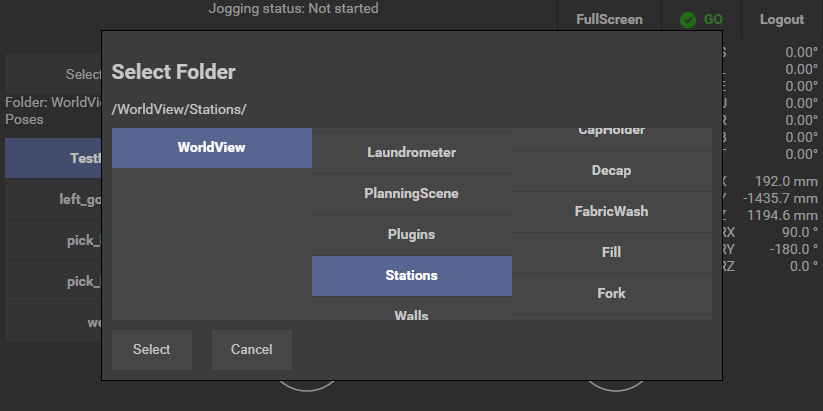 Jogging status: Not started
FullScreen
GO
Logout
Select Folder
/WorldView/Stations/
WorldView
Laundrometer
PlanningScene
Plugins
Stations
Walls
CapHolder
Decap
FabricWash
Fill
Fork
Select
Cancel
Select
Folder: WorldView
Poses
left_go
pick_
pick_
S 0.00°
L 0.00°
E 0.00°
U 0.00°
R 0.00°
B 0.00°
T 0.00°
X 192.0 mm
Y -1435.7 mm
Z 1194.6 mm
RX 90.0 °
RY -180.0 °
RZ 0.0 °